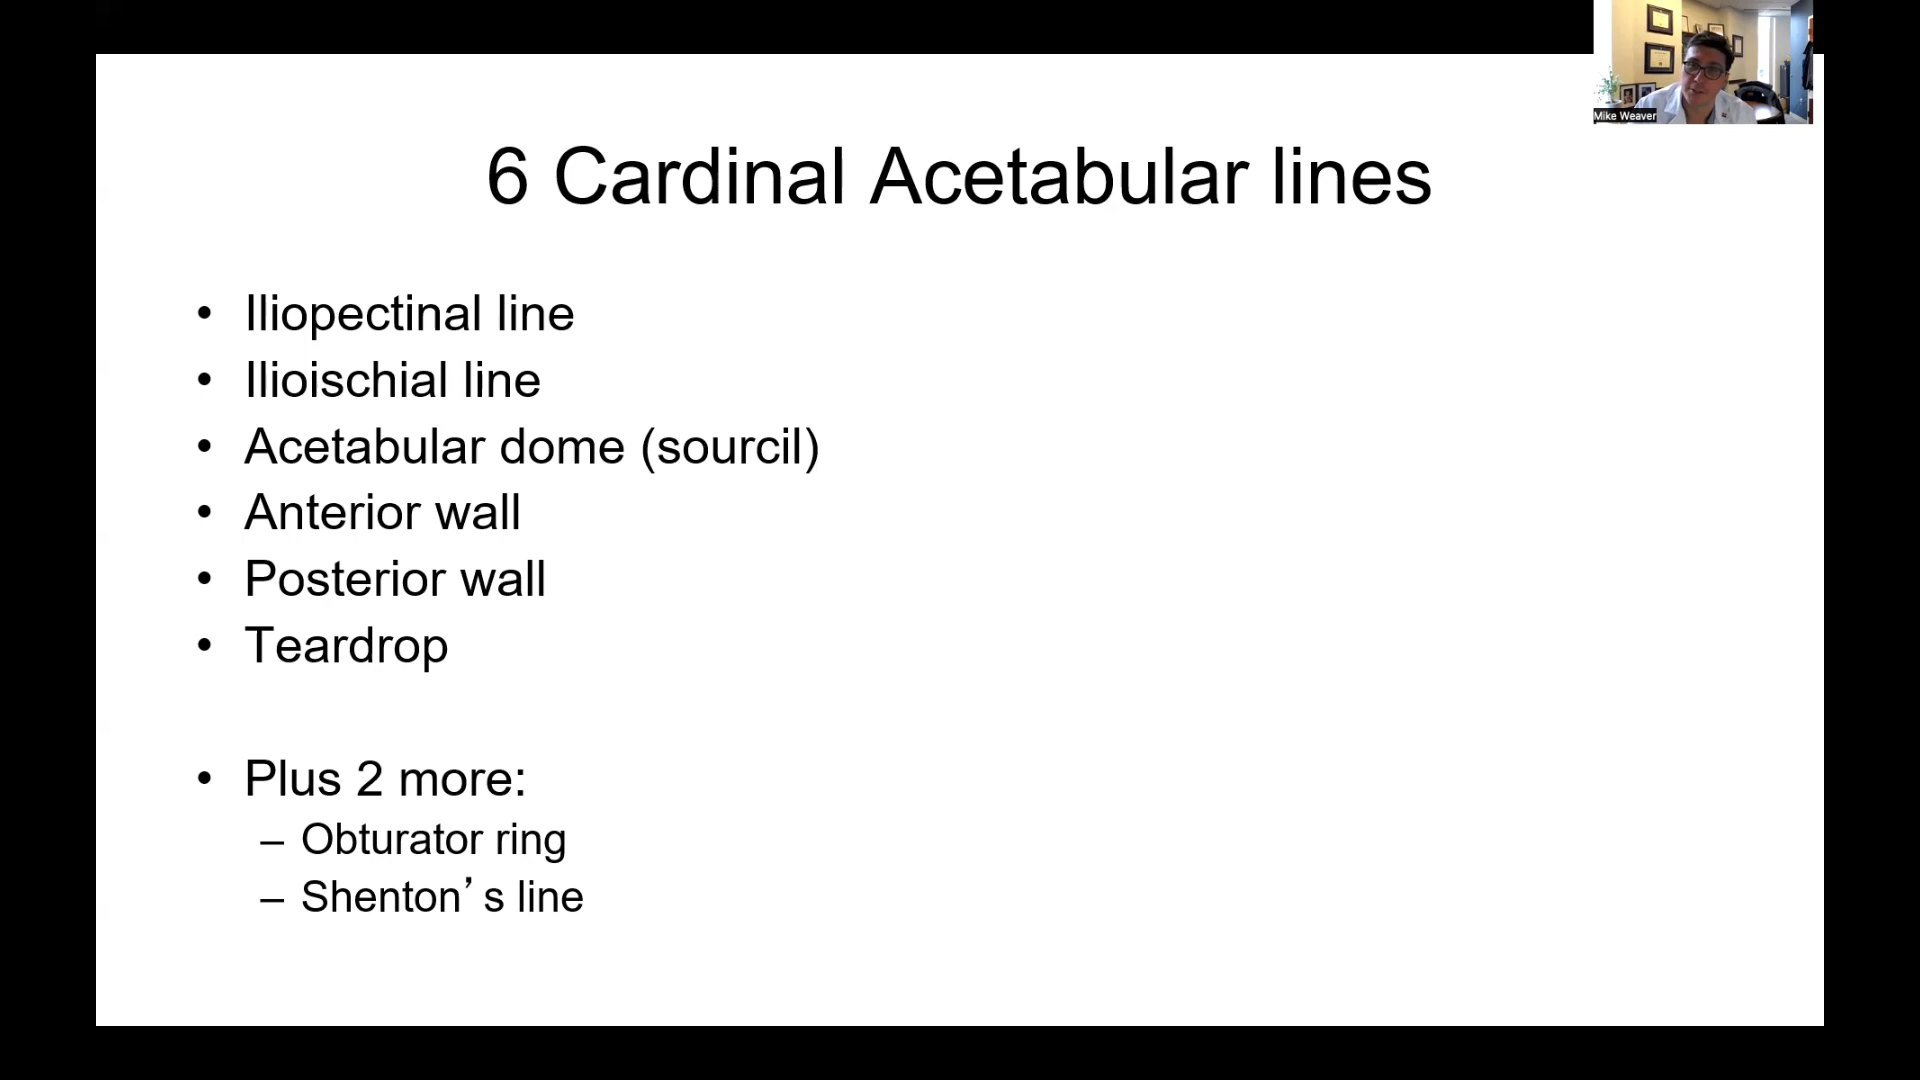 Mike Weaver
6 Cardinal Acetabular lines
• Iliopectinal line
• Ilioischial line
• Acetabular dome (sourcil)
• Anterior wall
• Posterior wall
• Teardrop
• Plus 2 more:
– Obturator ring
– Shenton’s line